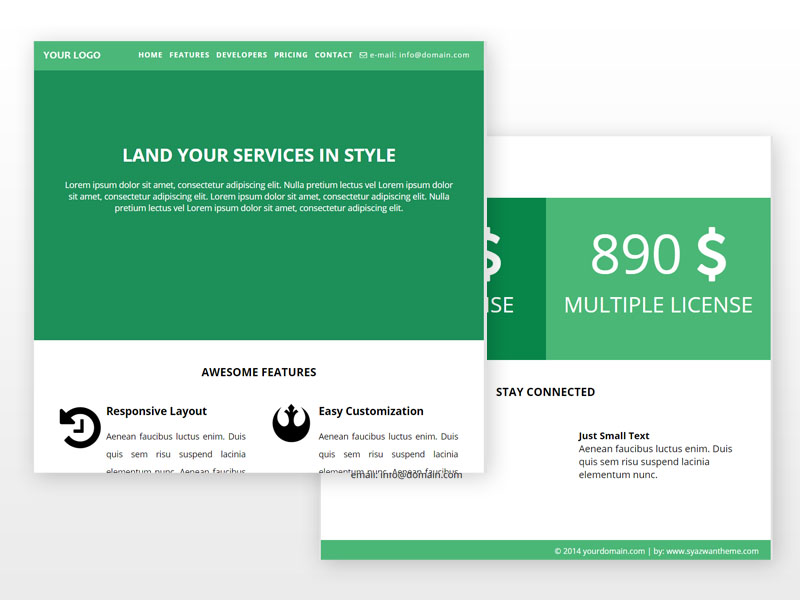 YOUR LOGO HOME FEATURES DEVELOPERS PRICING CONTACT e-mail: info@domain.com
LAND YOUR SERVICES IN STYLE
Lorem ipsum dolor sit amet, consectetur adipiscing elit. Nulla pretium lectus vel Lorem ipsum dolor
sit amet, consectetur adipiscing elit. Lorem ipsum dolor sit amet, consectetur adipiscing elit. Nulla
pretium lectus vel Lorem ipsum dolor sit amet, consectetur adipiscing elit.
AWESOME FEATURES
Responsive Layout
Aenean faucibus luctus enim. Duis
quis sem risu suspend lacinia
elementum nunc. Aenean faucibus
Easy Customization
Aenean faucibus luctus enim. Duis
quis sem risu suspend lacinia
elementum nunc. Aenean faucibus
$
NSE
890 $
MULTIPLE LICENSE
STAY CONNECTED
email: info@domain.com
Just Small Text
Aenean faucibus luctus enim. Duis
quis sem risu suspend lacinia
elementum nunc.
© 2014 yourdomain.com | by: www.syazwantheme.com